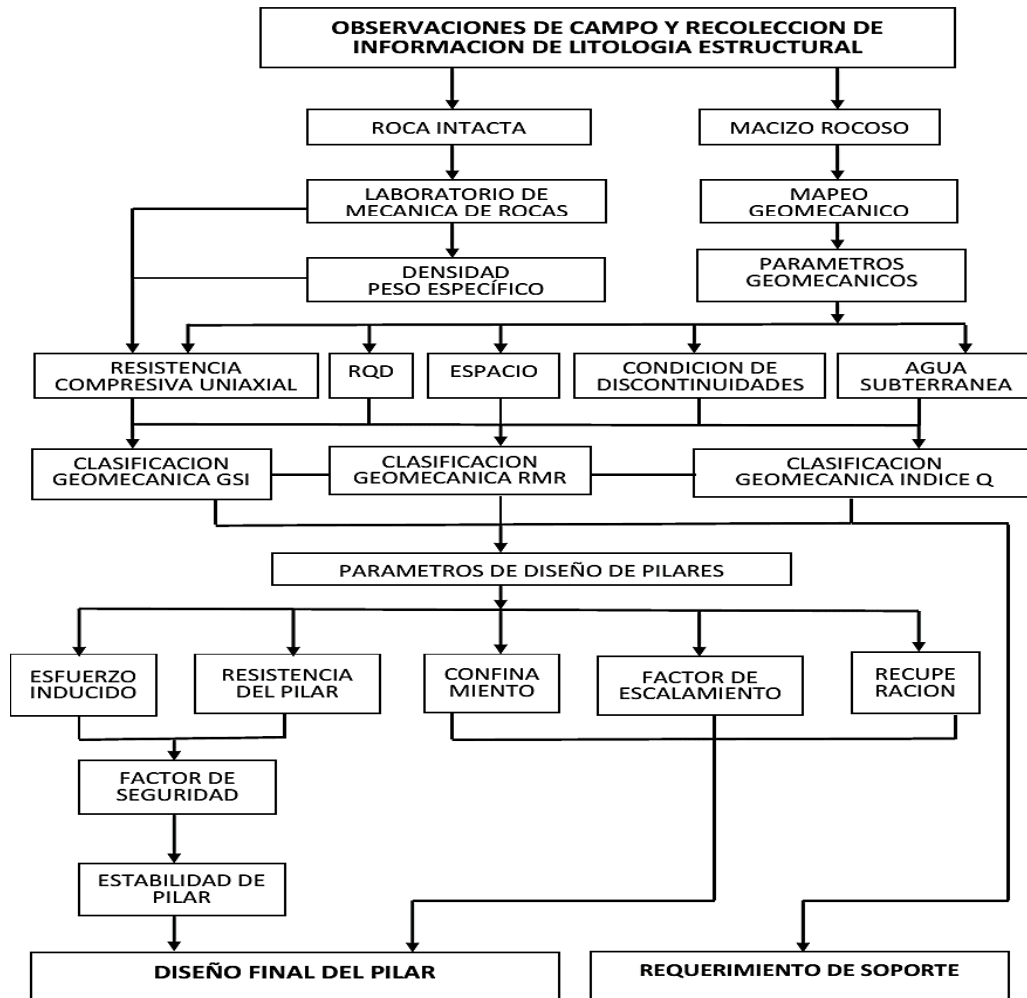 OBSERVACIONES DE CAMPO Y RECOLECCION DE
INFORMACION DE LITOLOGIA ESTRUCTURAL
ROCA INTACTA
MACIZO ROCOSO
LABORATORIO DE
MECANICA DE ROCAS
MAPEO
GEOMECANICO
DENSIDAD
PESO ESPECÍFICO
PARAMETROS
GEOMECANICOS
RESISTENCIA
COMPRESIVA UNIAXIAL
RQD
ESPACIO
CONDICION DE
DISCONTINUIDADES
AGUA
SUBTERRANEA
CLASIFICACION
GEOMECANICA GSI
CLASIFICACION
GEOMECANICA RMR
CLASIFICACION
GEOMECANICA INDICE Q
PARAMETROS DE DISEÑO DE PILARES
ESFUERZO
INDUCIDO
RESISTENCIA
DEL PILAR
CONFINA
MIENTO
FACTOR DE
ESCALAMIENTO
RECUPE
RACION
FACTOR DE
SEGURIDAD
ESTABILIDAD DE
PILAR
DISEÑO FINAL DEL PILAR
REQUERIMIENTO DE SOPORTE